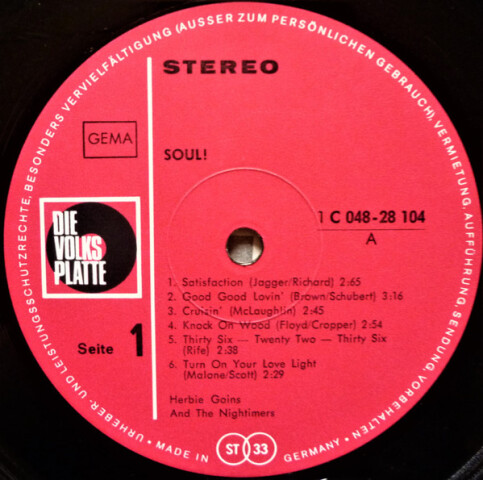 URHEBER- UND LEISTUNGSSCHUTZRECHTE, BESONDERS VERVIELFÄLTIGUNG (AUSSER ZUM PERSÖNLICHEN GEBRAUCH), VERMIETUNG, AUFFÜHRUNG, SENDUNG, VORBEHALTEN
STEREO
GEMA
SOUL!
1 C 048-28 104
A
DIE
VOLKS
PLATTE
Seite 1
1. Satisfaction (Jagger/Richard) 2:65
2. Good Good Lovin' (Brown/Schubert) 3:16
3. Cruisin' (McLaughlin) 2:45
4. Knock On Wood (Floyd/Cropper) 2:54
5. Thirty Six — Twenty Two — Thirty Six
(Rife) 2:38
6. Turn On Your Love Light
(Malone/Scott) 2:29
Herbie Goins
And The Nightimers
• MADE IN ST 33 GERMANY •